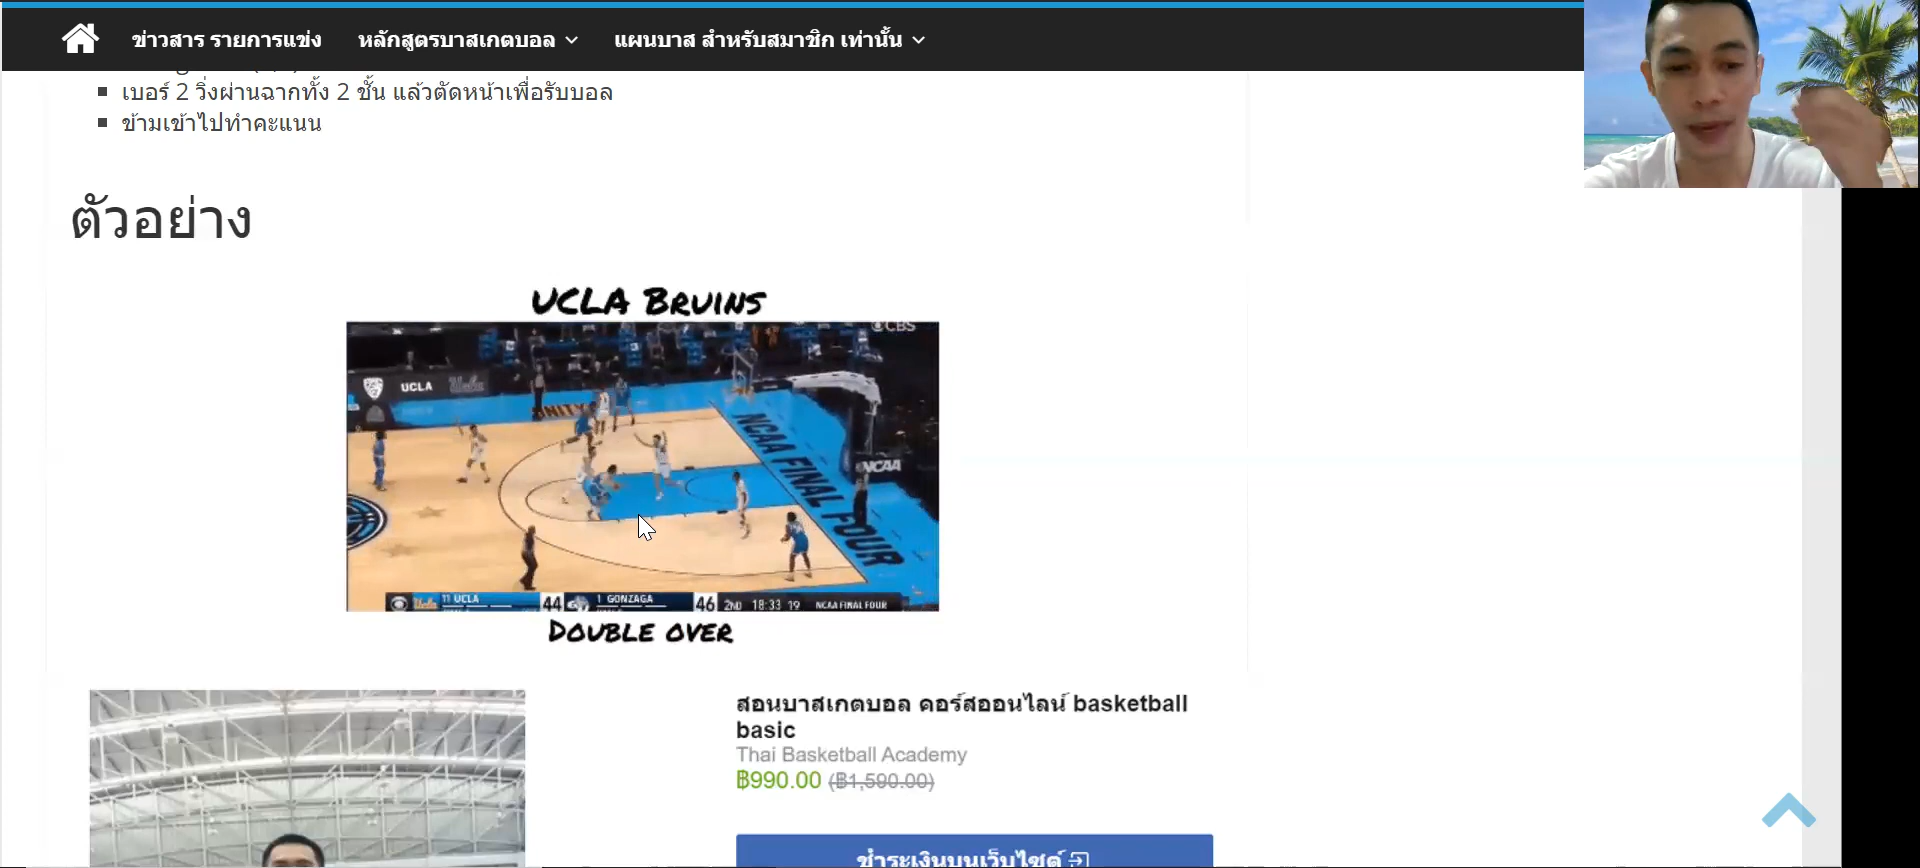 ข่าวสาร รายการแข่ง
หลักสูตรบาสเกตบอล
แผนบาส สำหรับสมาชิก เท่านั้น
เบอร์ 2 วิ่งผ่านฉากทั้ง 2 ชั้น แล้วตัดหน้าเพื่อรับบอล
ข้ามเข้าไปทำคะแนน
ตัวอย่าง
UCLA Bruins
CBS
UCLA
Ucla
UNITY
NCAA FINAL FOUR
NCAA
Ucla 11 UCLA 44 1 GONZAGA 46 2ND 18:33 19 NCAA FINAL FOUR
Double over
สอนบาสเกตบอล คอร์สออนไลน์ basketball
basic
Thai Basketball Academy
฿990.00 (฿1,590.00)
ชำระเงินบนเว็บไซต์